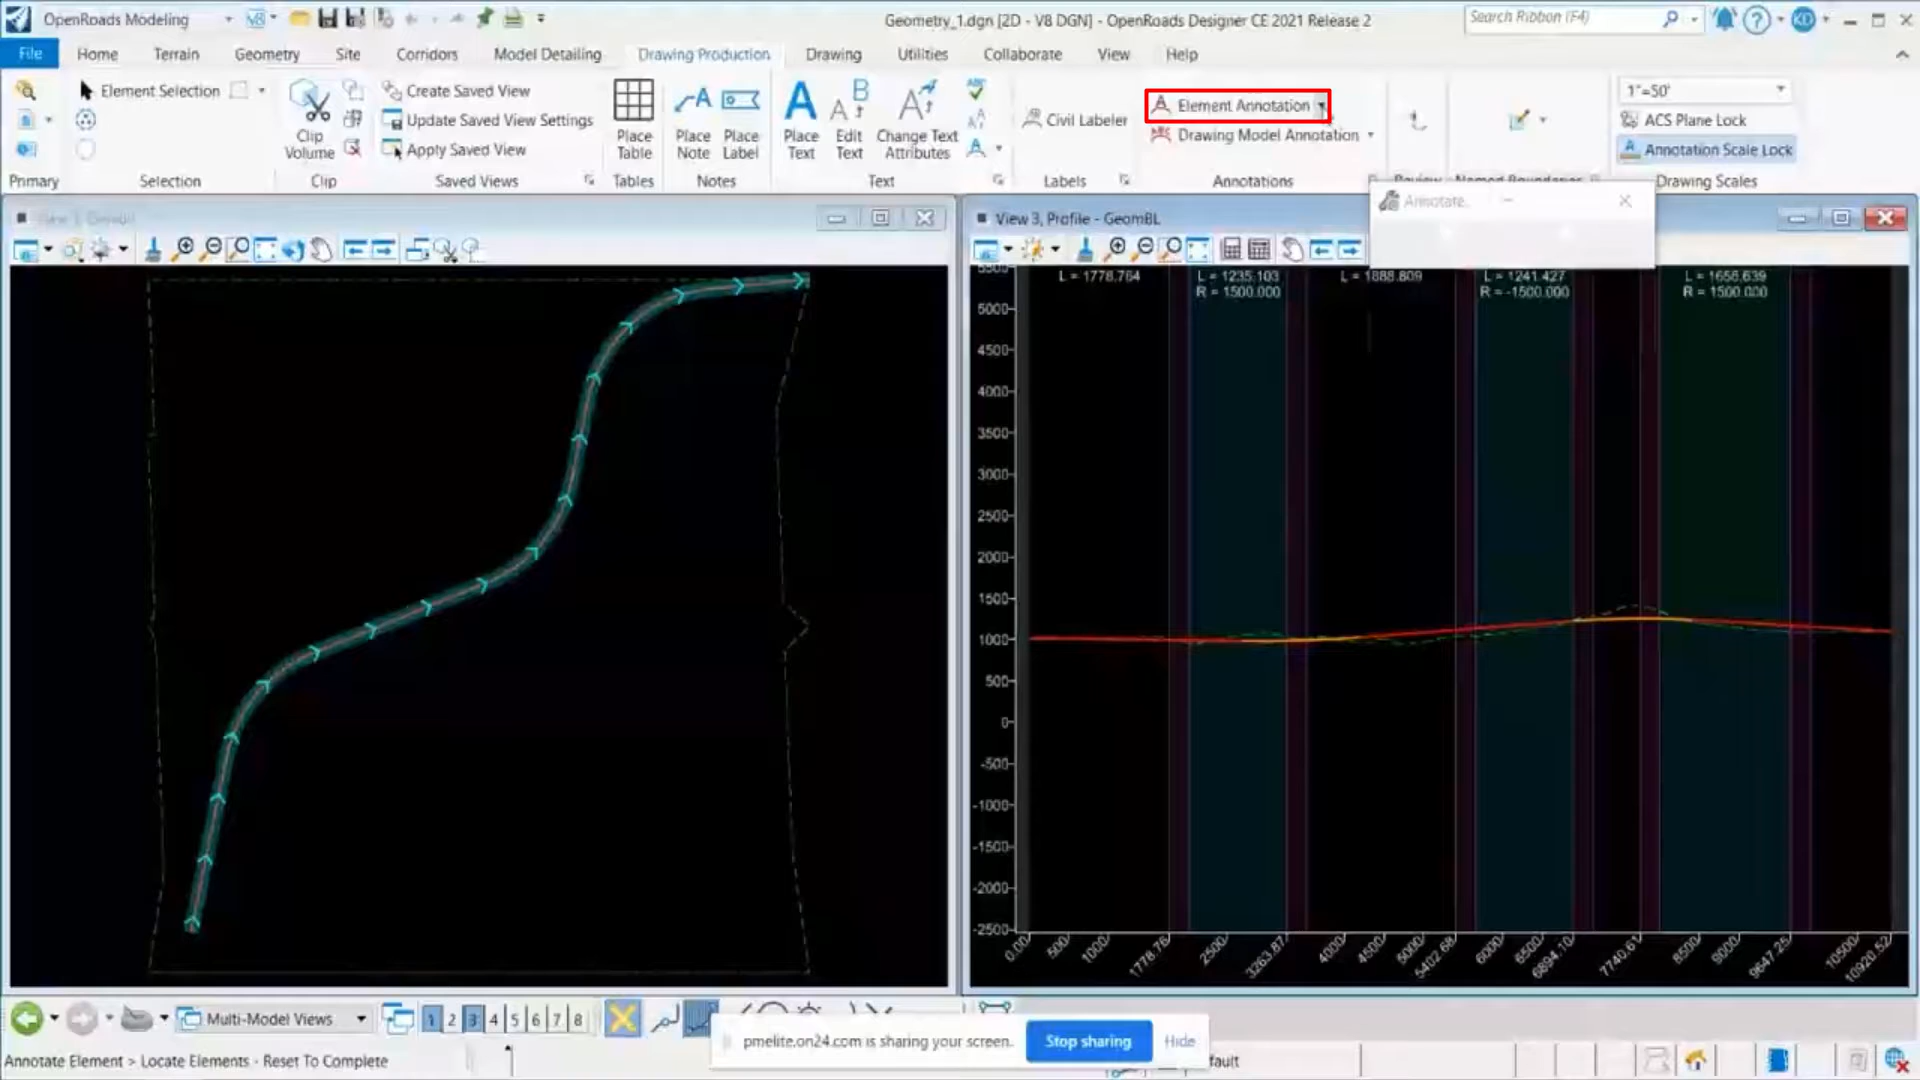 OpenRoads Modeling
V8
Geometry_1.dgn [2D - V8 DGN] - OpenRoads Designer CE 2021 Release 2
Search Ribbon (F4)
KD
File
Home
Terrain
Geometry
Site
Corridors
Model Detailing
Drawing Production
Drawing
Utilities
Collaborate
View
Help
Element Selection
Clip Volume
Create Saved View
Update Saved View Settings
Apply Saved View
Place Table
Place Note
Place Label
Place Text
Edit Text
Change Text Attributes
Civil Labeler
Element Annotation
Drawing Model Annotation
1"=50'
ACS Plane Lock
Annotation Scale Lock
Primary
Selection
Clip
Saved Views
Tables
Notes
Text
Labels
Annotations
Drawing Scales
Annotate
View 3, Profile - GeomBL
L = 1778.764
L = 1235.103
R = 1500.000
L = 1888.809
L = 1241.427
R = -1500.000
L = 1656.639
R = 1500.000
5500
5000
4500
4000
3500
3000
2500
2000
1500
1000
500
0
-500
-1000
-1500
-2000
-2500
0.00
500
1000
1778.76
2500
3263.87
4000
4500
5000
5402.68
6000
6500
6894.10
7740.61
8500
9000
9647.25
10500
10920.52
Multi-Model Views
1 2 3 4 5 6 7 8
pmelite.on24.com is sharing your screen.
Stop sharing
Hide
Annotate Element > Locate Elements - Reset To Complete
fault